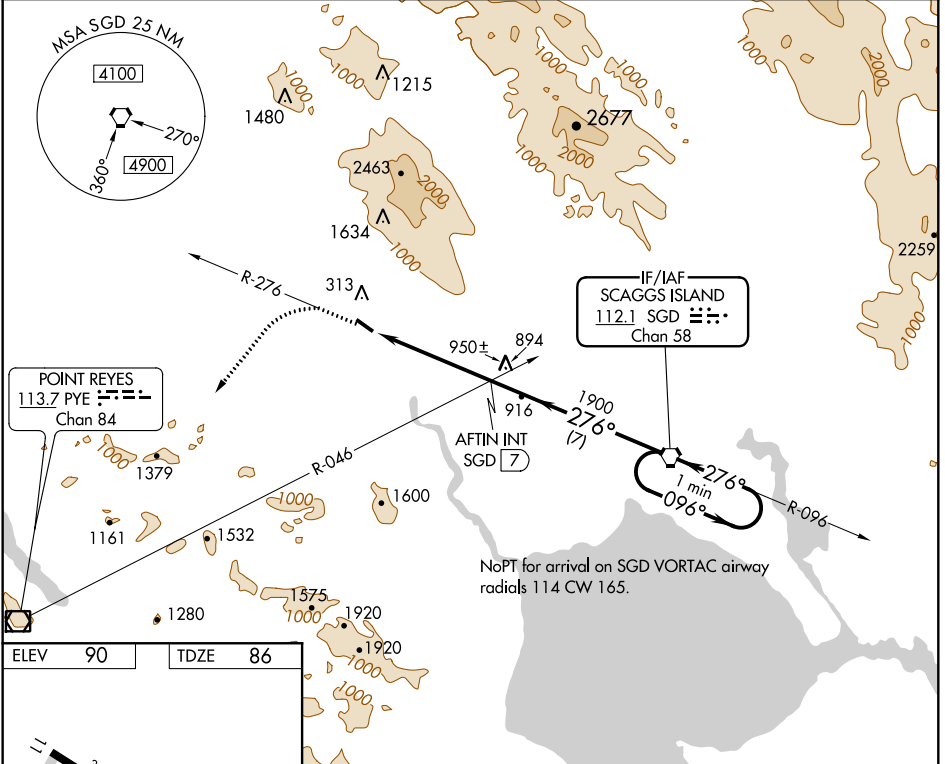 MSA SGD 25 NM
4100
270°
360°
4900
1000
1480
1000
1215
2463
2000
1634
1000
1000
1000
2677
2000
1000
1000
2000
2259
1000
R-276
313
IF/IAF
SCAGGS ISLAND
112.1 SGD
Chan 58
950±
894
POINT REYES
113.7 PYE
Chan 84
916
1900
276°
(7)
AFTIN INT
SGD 7
R-046
276°
1 min
096°
R-096
1000
1379
1161
1532
1000
1600
NoPT for arrival on SGD VORTAC airway
radials 114 CW 165.
1280
1575
1000
1920
1920
1000
1000
ELEV 90
TDZE 86
11